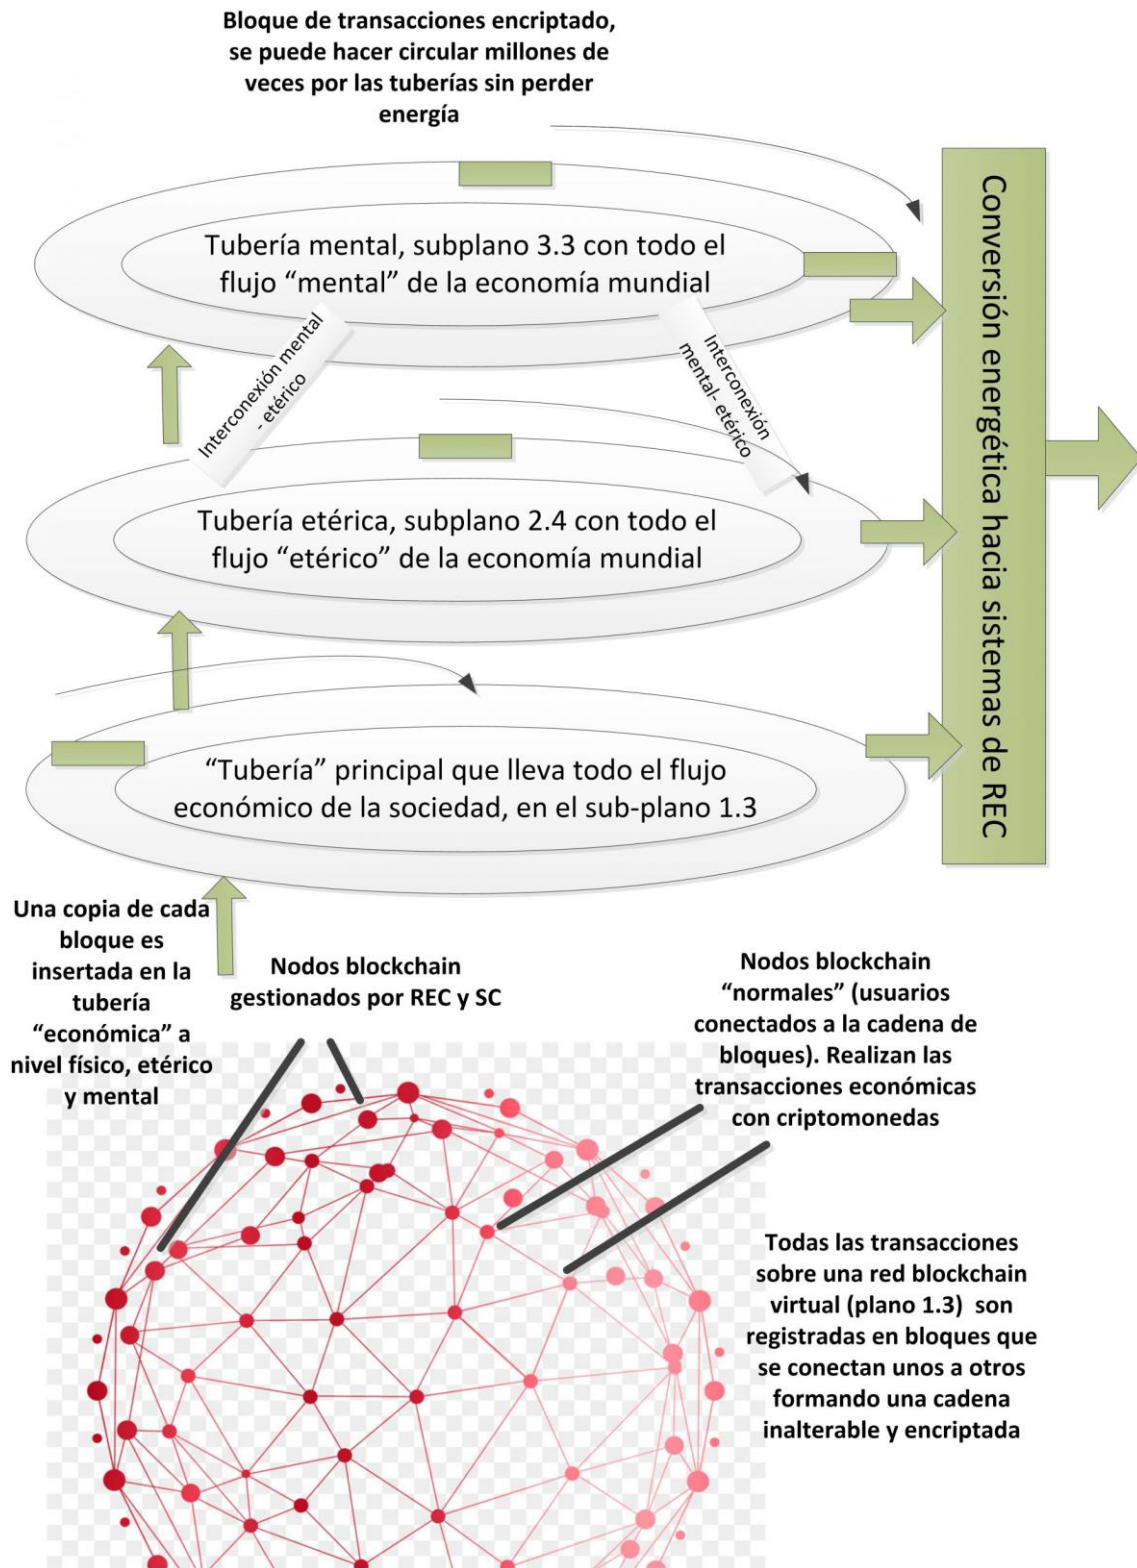 Bloque de transacciones encriptado,
se puede hacer circular millones de
veces por las tuberías sin perder
energía
Tubería mental, subplano 3.3 con todo el
flujo “mental” de la economía mundial
Interconexión mental
- etérico
Interconexión
mental- etérico
Tubería etérica, subplano 2.4 con todo el
flujo “etérico” de la economía mundial
“Tubería” principal que lleva todo el flujo
económico de la sociedad, en el sub-plano 1.3
Conversión energética hacia sistemas de REC
Una copia de cada
bloque es
insertada en la
tubería
“económica” a
nivel físico, etérico
y mental
Nodos blockchain
gestionados por REC y SC
Nodos blockchain
“normales” (usuarios
conectados a la cadena de
bloques). Realizan las
transacciones económicas
con criptomonedas
Todas las transacciones
sobre una red blockchain
virtual (plano 1.3) son
registradas en bloques que
se conectan unos a otros
formando una cadena
inalterable y encriptada